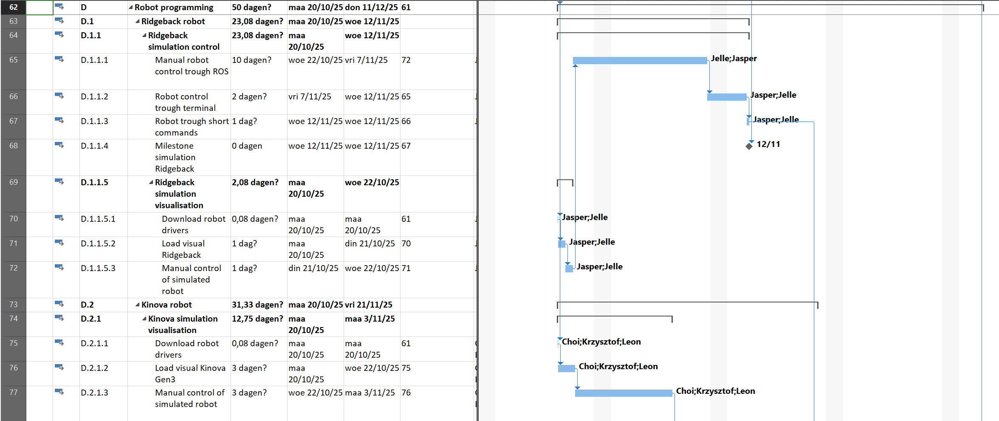 62 D Robot programming 50 dagen? maa 20/10/25 don 11/12/25 61
63 D.1 Ridgeback robot 23,08 dagen? maa 20/10/25 woe 12/11/25
64 D.1.1 Ridgeback 23,08 dagen? maa woe 12/11/25
simulation control 20/10/25
65 D.1.1.1 Manual robot 10 dagen? woe 22/10/25 vri 7/11/25 72 Jelle;Jasper
control trough ROS
66 D.1.1.2 Robot control 2 dagen? vri 7/11/25 woe 12/11/25 65 Jasper;Jelle
trough terminal
67 D.1.1.3 Robot trough short 1 dag? woe 12/11/25 woe 12/11/25 66 Jasper;Jelle
commands
68 D.1.1.4 Milestone 0 dagen woe 12/11/25 woe 12/11/25 67 12/11
simulation
Ridgeback
69 D.1.1.5 Ridgeback 2,08 dagen? maa woe 22/10/25
simulation 20/10/25
visualisation
70 D.1.1.5.1 Download robot 0,08 dagen? maa maa 61 Jasper;Jelle
drivers 20/10/25 20/10/25
71 D.1.1.5.2 Load visual 1 dag? maa din 21/10/25 70 Jasper;Jelle
Ridgeback 20/10/25
72 D.1.1.5.3 Manual control 1 dag? din 21/10/25 woe 22/10/25 71 Jasper;Jelle
of simulated
robot
73 D.2 Kinova robot 31,33 dagen? maa 20/10/25 vri 21/11/25
74 D.2.1 Kinova simulation 12,75 dagen? maa maa 3/11/25
visualisation 20/10/25
75 D.2.1.1 Download robot 0,08 dagen? maa maa 61 Choi;Krzysztof;Leon
drivers 20/10/25 20/10/25
76 D.2.1.2 Load visual Kinova 3 dagen? maa woe 22/10/25 75 Choi;Krzysztof;Leon
Gen3 20/10/25
77 D.2.1.3 Manual control of 3 dagen? woe 22/10/25 maa 3/11/25 76 Choi;Krzysztof;Leon
simulated robot